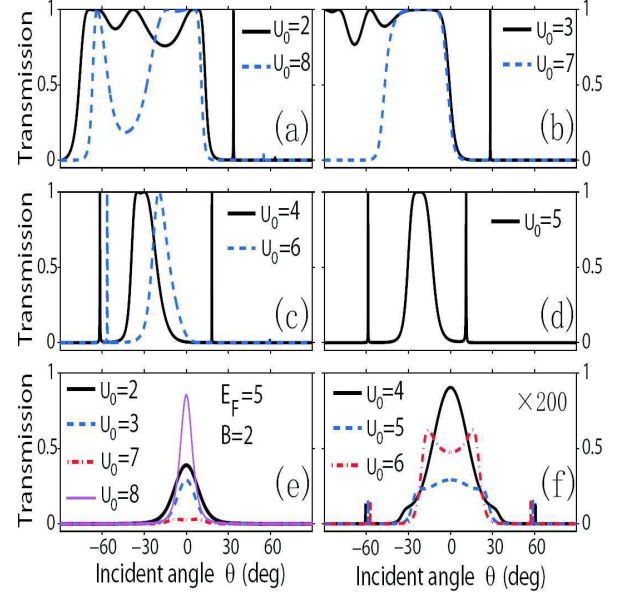 Transmission
1
0.5
0
U₀=2
U₀=8
(a)
1
0.5
0
U₀=3
U₀=7
(b)
Transmission
1
0.5
0
U₀=4
U₀=6
(c)
1
0.5
0
U₀=5
(d)
Transmission
1
0.5
0
U₀=2
U₀=3
U₀=7
U₀=8
E_F=5
B=2
(e)
−60 −30 0 30 60
Incident angle θ (deg)
1
0.5
0
U₀=4
U₀=5
U₀=6
×200
(f)
−60 −30 0 30 60
Incident angle θ (deg)